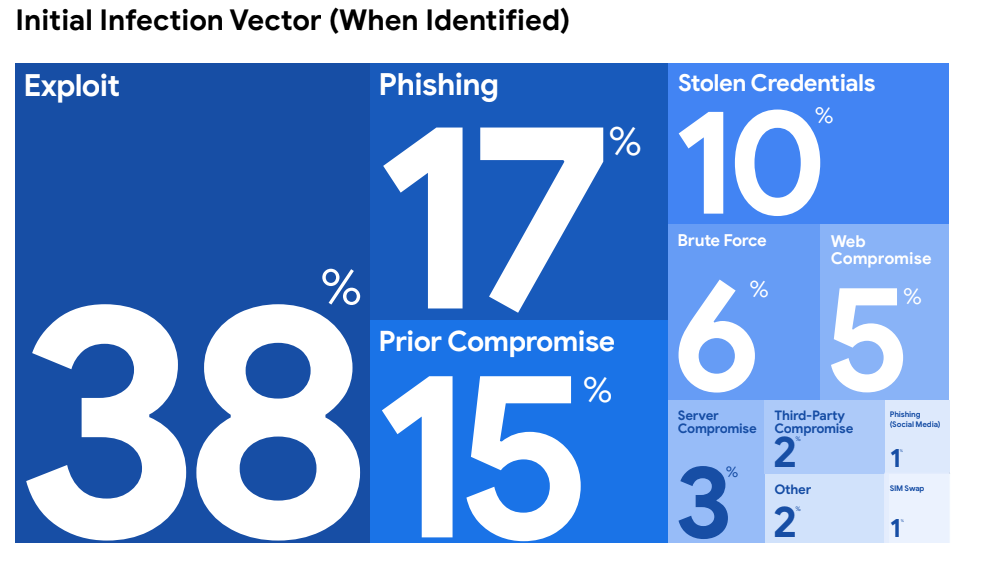 Initial Infection Vector (When Identified)
Exploit
38%
Phishing
17%
Prior Compromise
15%
Stolen Credentials
10%
Brute Force
6%
Web
Compromise
5%
Server
Compromise
3%
Third-Party
Compromise
2%
Other
2%
Phishing
(Social Media)
1%
SIM Swap
1%